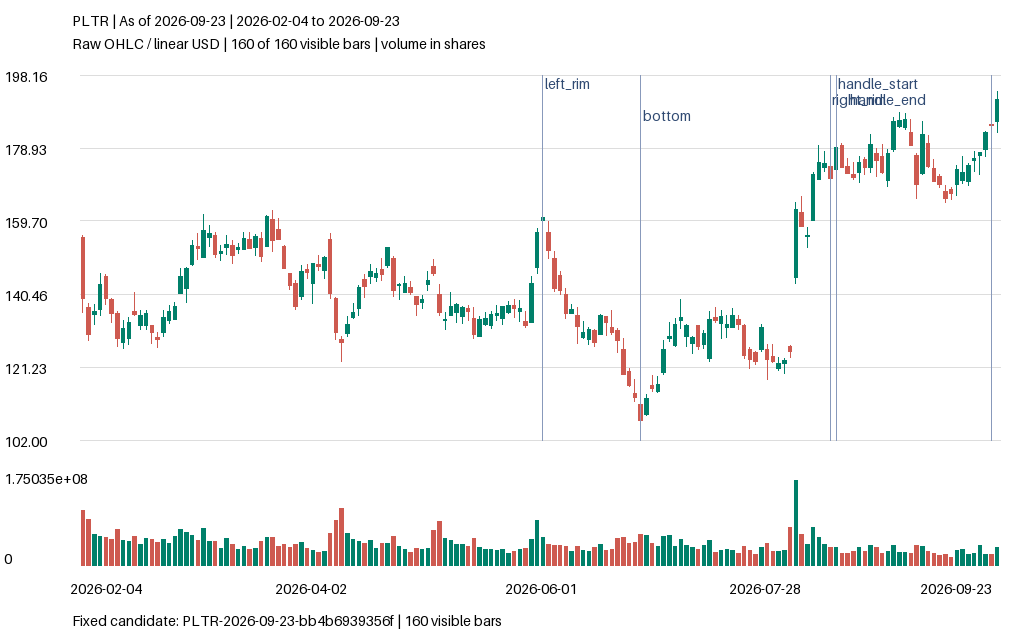 PLTR | As of 2026-09-23 | 2026-02-04 to 2026-09-23
Raw OHLC / linear USD | 160 of 160 visible bars | volume in shares
198.16
left_rim
handle_start
right_rim
handle_end
bottom
178.93
159.70
140.46
121.23
102.00
1.75035e+08
0
2026-02-04
2026-04-02
2026-06-01
2026-07-28
2026-09-23
Fixed candidate: PLTR-2026-09-23-bb4b6939356f | 160 visible bars